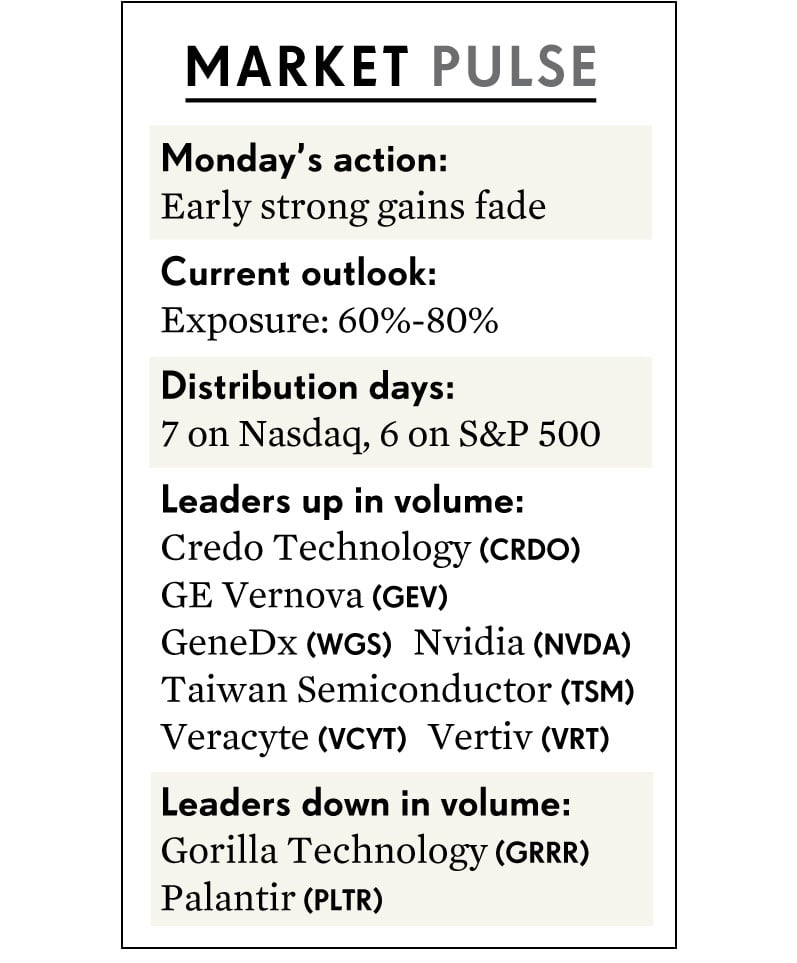 MARKET PULSE
Monday's action:
Early strong gains fade
Current outlook:
Exposure: 60%-80%
Distribution days:
7 on Nasdaq, 6 on S&P 500
Leaders up in volume:
Credo Technology (CRDO)
GE Vernova (GEV)
GeneDx (WGS) Nvidia (NVDA)
Taiwan Semiconductor (TSM)
Veracyte (VCYT) Vertiv (VRT)
Leaders down in volume:
Gorilla Technology (GRRR)
Palantir (PLTR)